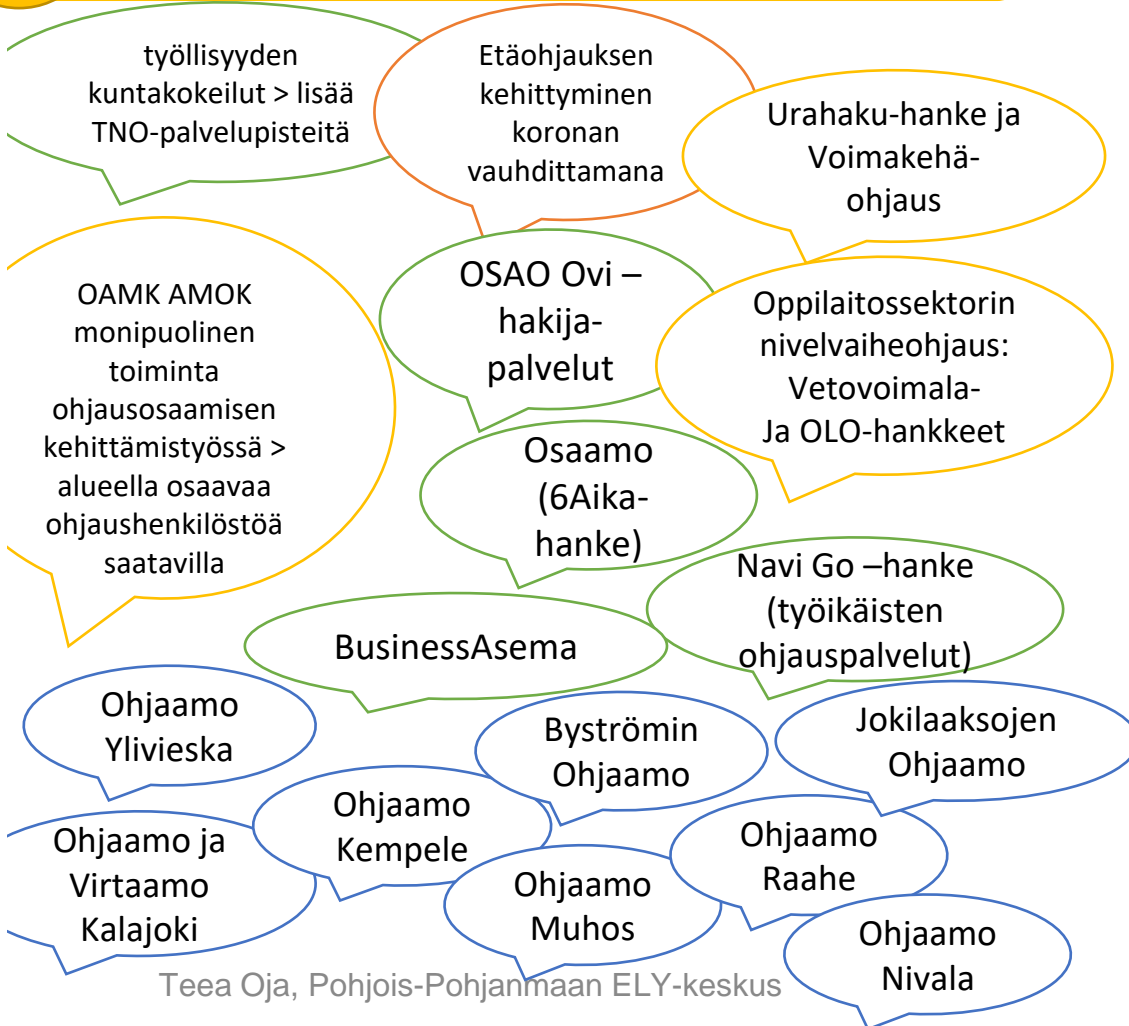 työllisyyden
kuntakokeilut > lisää
TNO-palvelupisteitä
Etäohjauksen
kehittyminen
koronan
vauhdittamana
Urahaku-hanke ja
Voimakehä-
ohjaus
OAMK AMOK
monipuolinen
toiminta
ohjausosaamisen
kehittämistyössä >
alueella osaavaa
ohjaushenkilöstöä
saatavilla
OSAO Ovi –
hakija-
palvelut
Oppilaitossektorin
nivelvaiheohjaus:
Vetovoimala-
Ja OLO-hankkeet
Osaamo
(6Aika-
hanke)
Navi Go –hanke
(työikäisten
ohjauspalvelut)
BusinessAsema
Ohjaamo
Ylivieska
Byströmin
Ohjaamo
Jokilaaksojen
Ohjaamo
Ohjaamo
Kempele
Ohjaamo ja
Virtaamo
Kalajoki
Ohjaamo
Raahe
Ohjaamo
Muhos
Ohjaamo
Nivala
Teea Oja, Pohjois-Pohjanmaan ELY-keskus